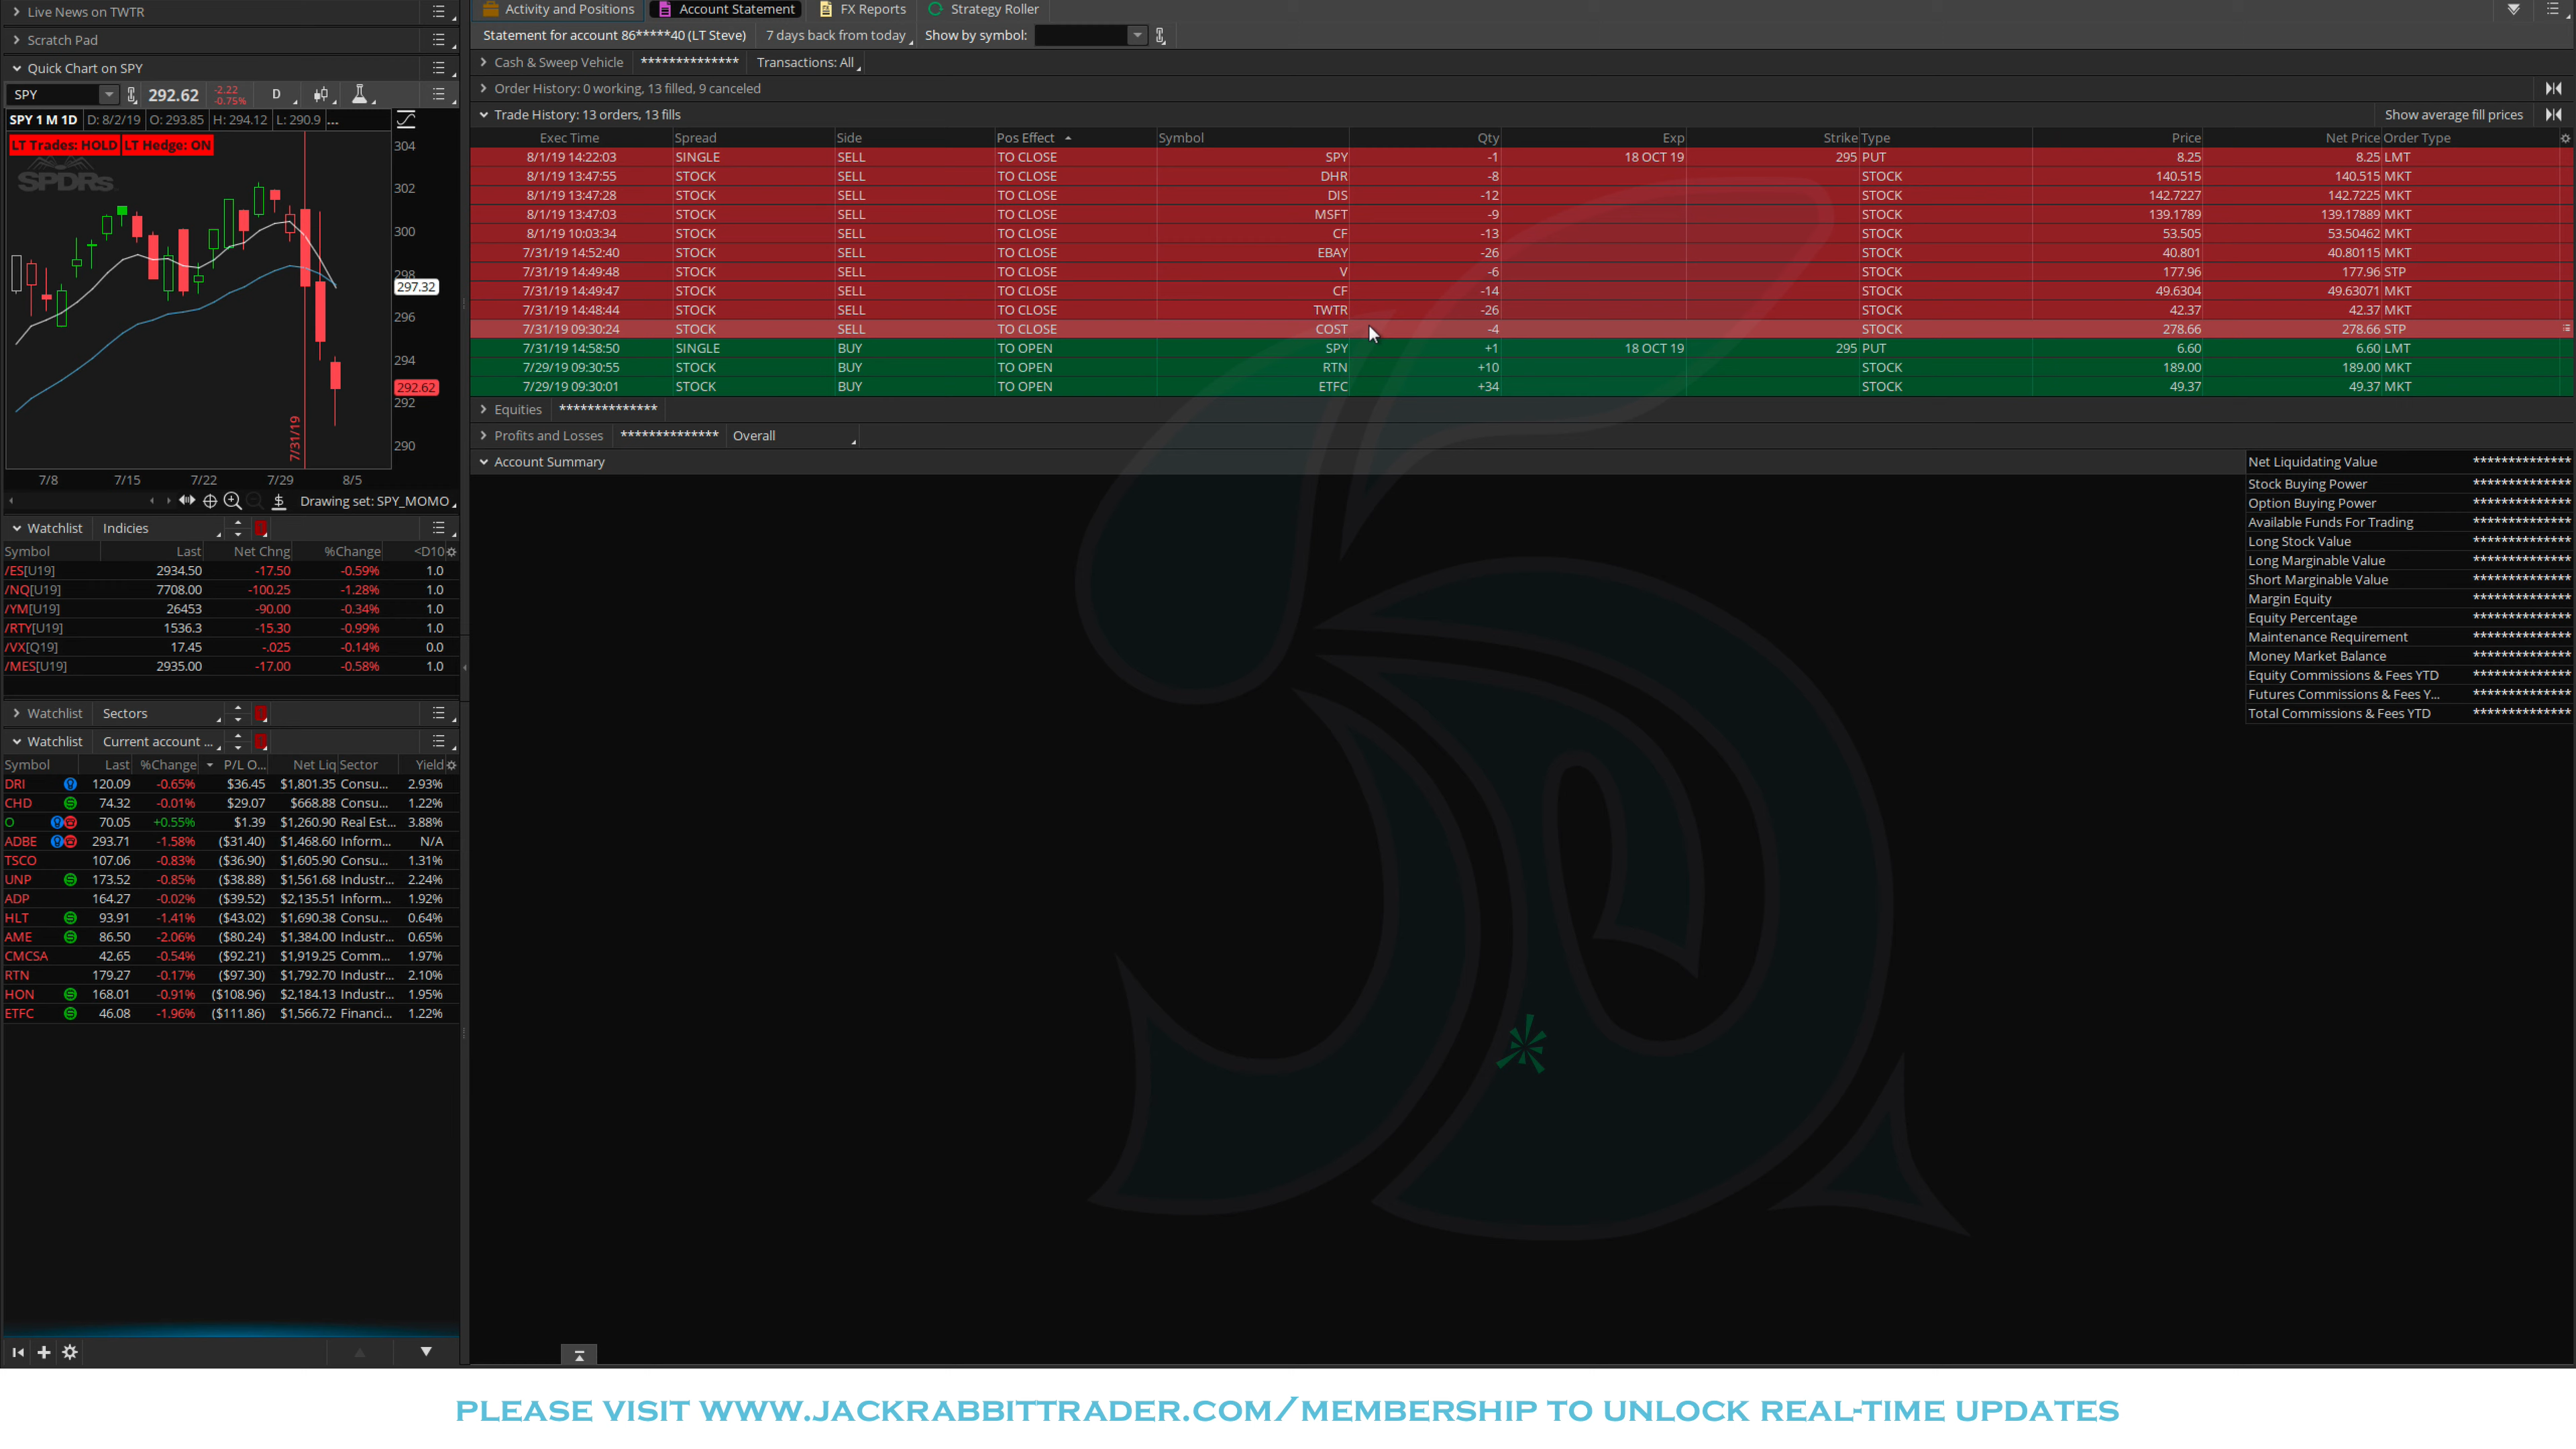 Live News on TWTR
Scratch Pad
Quick Chart on SPY
SPY 292.62 -2.22 -0.75% D
SPY 1 M 1D D: 8/2/19 O: 293.85 H: 294.12 L: 290.9 ...
LT Trades: HOLD LT Hedge: ON
SPDRs
304
302
300
298
297.32
296
294
292.62
292
290
7/31/19
7/8 7/15 7/22 7/29 8/5
Drawing set: SPY_MOMO
Watchlist Indicies
Symbol Last Net Chng %Change <D10
/ES[U19] 2934.50 -17.50 -0.59% 1.0
/NQ[U19] 7708.00 -100.25 -1.28% 1.0
/YM[U19] 26453 -90.00 -0.34% 1.0
/RTY[U19] 1536.3 -15.30 -0.99% 1.0
/VX[Q19] 17.45 -.025 -0.14% 0.0
/MES[U19] 2935.00 -17.00 -0.58% 1.0
Watchlist Sectors
Watchlist Current account ...
Symbol Last %Change P/L O... Net Liq Sector Yield
DRI 120.09 -0.65% $36.45 $1,801.35 Consu... 2.93%
CHD 74.32 -0.01% $29.07 $668.88 Consu... 1.22%
O 70.05 +0.55% $1.39 $1,260.90 Real Est... 3.88%
ADBE 293.71 -1.58% ($31.40) $1,468.60 Inform... N/A
TSCO 107.06 -0.83% ($36.90) $1,605.90 Consu... 1.31%
UNP 173.52 -0.85% ($38.88) $1,561.68 Industr... 2.24%
ADP 164.27 -0.02% ($39.52) $2,135.51 Inform... 1.92%
HLT 93.91 -1.41% ($43.02) $1,690.38 Consu... 0.64%
AME 86.50 -2.06% ($80.24) $1,384.00 Industr... 0.65%
CMCSA 42.65 -0.54% ($92.21) $1,919.25 Comm... 1.97%
RTN 179.27 -0.17% ($97.30) $1,792.70 Industr... 2.10%
HON 168.01 -0.91% ($108.96) $2,184.13 Industr... 1.95%
ETFC 46.08 -1.96% ($111.86) $1,566.72 Financi... 1.22%
Activity and Positions Account Statement FX Reports Strategy Roller
Statement for account 86*****40 (LT Steve) 7 days back from today Show by symbol:
Cash & Sweep Vehicle ************** Transactions: All
Order History: 0 working, 13 filled, 9 canceled
Trade History: 13 orders, 13 fills Show average fill prices
Exec Time Spread Side Pos Effect Symbol Qty Exp Strike Type Price Net Price Order Type
8/1/19 14:22:03 SINGLE SELL TO CLOSE SPY -1 18 OCT 19 295 PUT 8.25 8.25 LMT
8/1/19 13:47:55 STOCK SELL TO CLOSE DHR -8 STOCK 140.515 140.515 MKT
8/1/19 13:47:28 STOCK SELL TO CLOSE DIS -12 STOCK 142.7227 142.7225 MKT
8/1/19 13:47:03 STOCK SELL TO CLOSE MSFT -9 STOCK 139.1789 139.17889 MKT
8/1/19 10:03:34 STOCK SELL TO CLOSE CF -13 STOCK 53.505 53.50462 MKT
7/31/19 14:52:40 STOCK SELL TO CLOSE EBAY -26 STOCK 40.801 40.80115 MKT
7/31/19 14:49:48 STOCK SELL TO CLOSE V -6 STOCK 177.96 177.96 STP
7/31/19 14:49:47 STOCK SELL TO CLOSE CF -14 STOCK 49.6304 49.63071 MKT
7/31/19 14:48:44 STOCK SELL TO CLOSE TWTR -26 STOCK 42.37 42.37 MKT
7/31/19 09:30:24 STOCK SELL TO CLOSE COST -4 STOCK 278.66 278.66 STP
7/31/19 14:58:50 SINGLE BUY TO OPEN SPY +1 18 OCT 19 295 PUT 6.60 6.60 LMT
7/29/19 09:30:55 STOCK BUY TO OPEN RTN +10 STOCK 189.00 189.00 MKT
7/29/19 09:30:01 STOCK BUY TO OPEN ETFC +34 STOCK 49.37 49.37 MKT
Equities **************
Profits and Losses ************** Overall
Account Summary
Net Liquidating Value **************
Stock Buying Power **************
Option Buying Power **************
Available Funds For Trading **************
Long Stock Value **************
Long Marginable Value **************
Short Marginable Value **************
Margin Equity **************
Equity Percentage **************
Maintenance Requirement **************
Money Market Balance **************
Equity Commissions & Fees YTD **************
Futures Commissions & Fees Y... **************
Total Commissions & Fees YTD **************
PLEASE VISIT WWW.JACKRABBITTRADER.COM/MEMBERSHIP TO UNLOCK REAL-TIME UPDATES